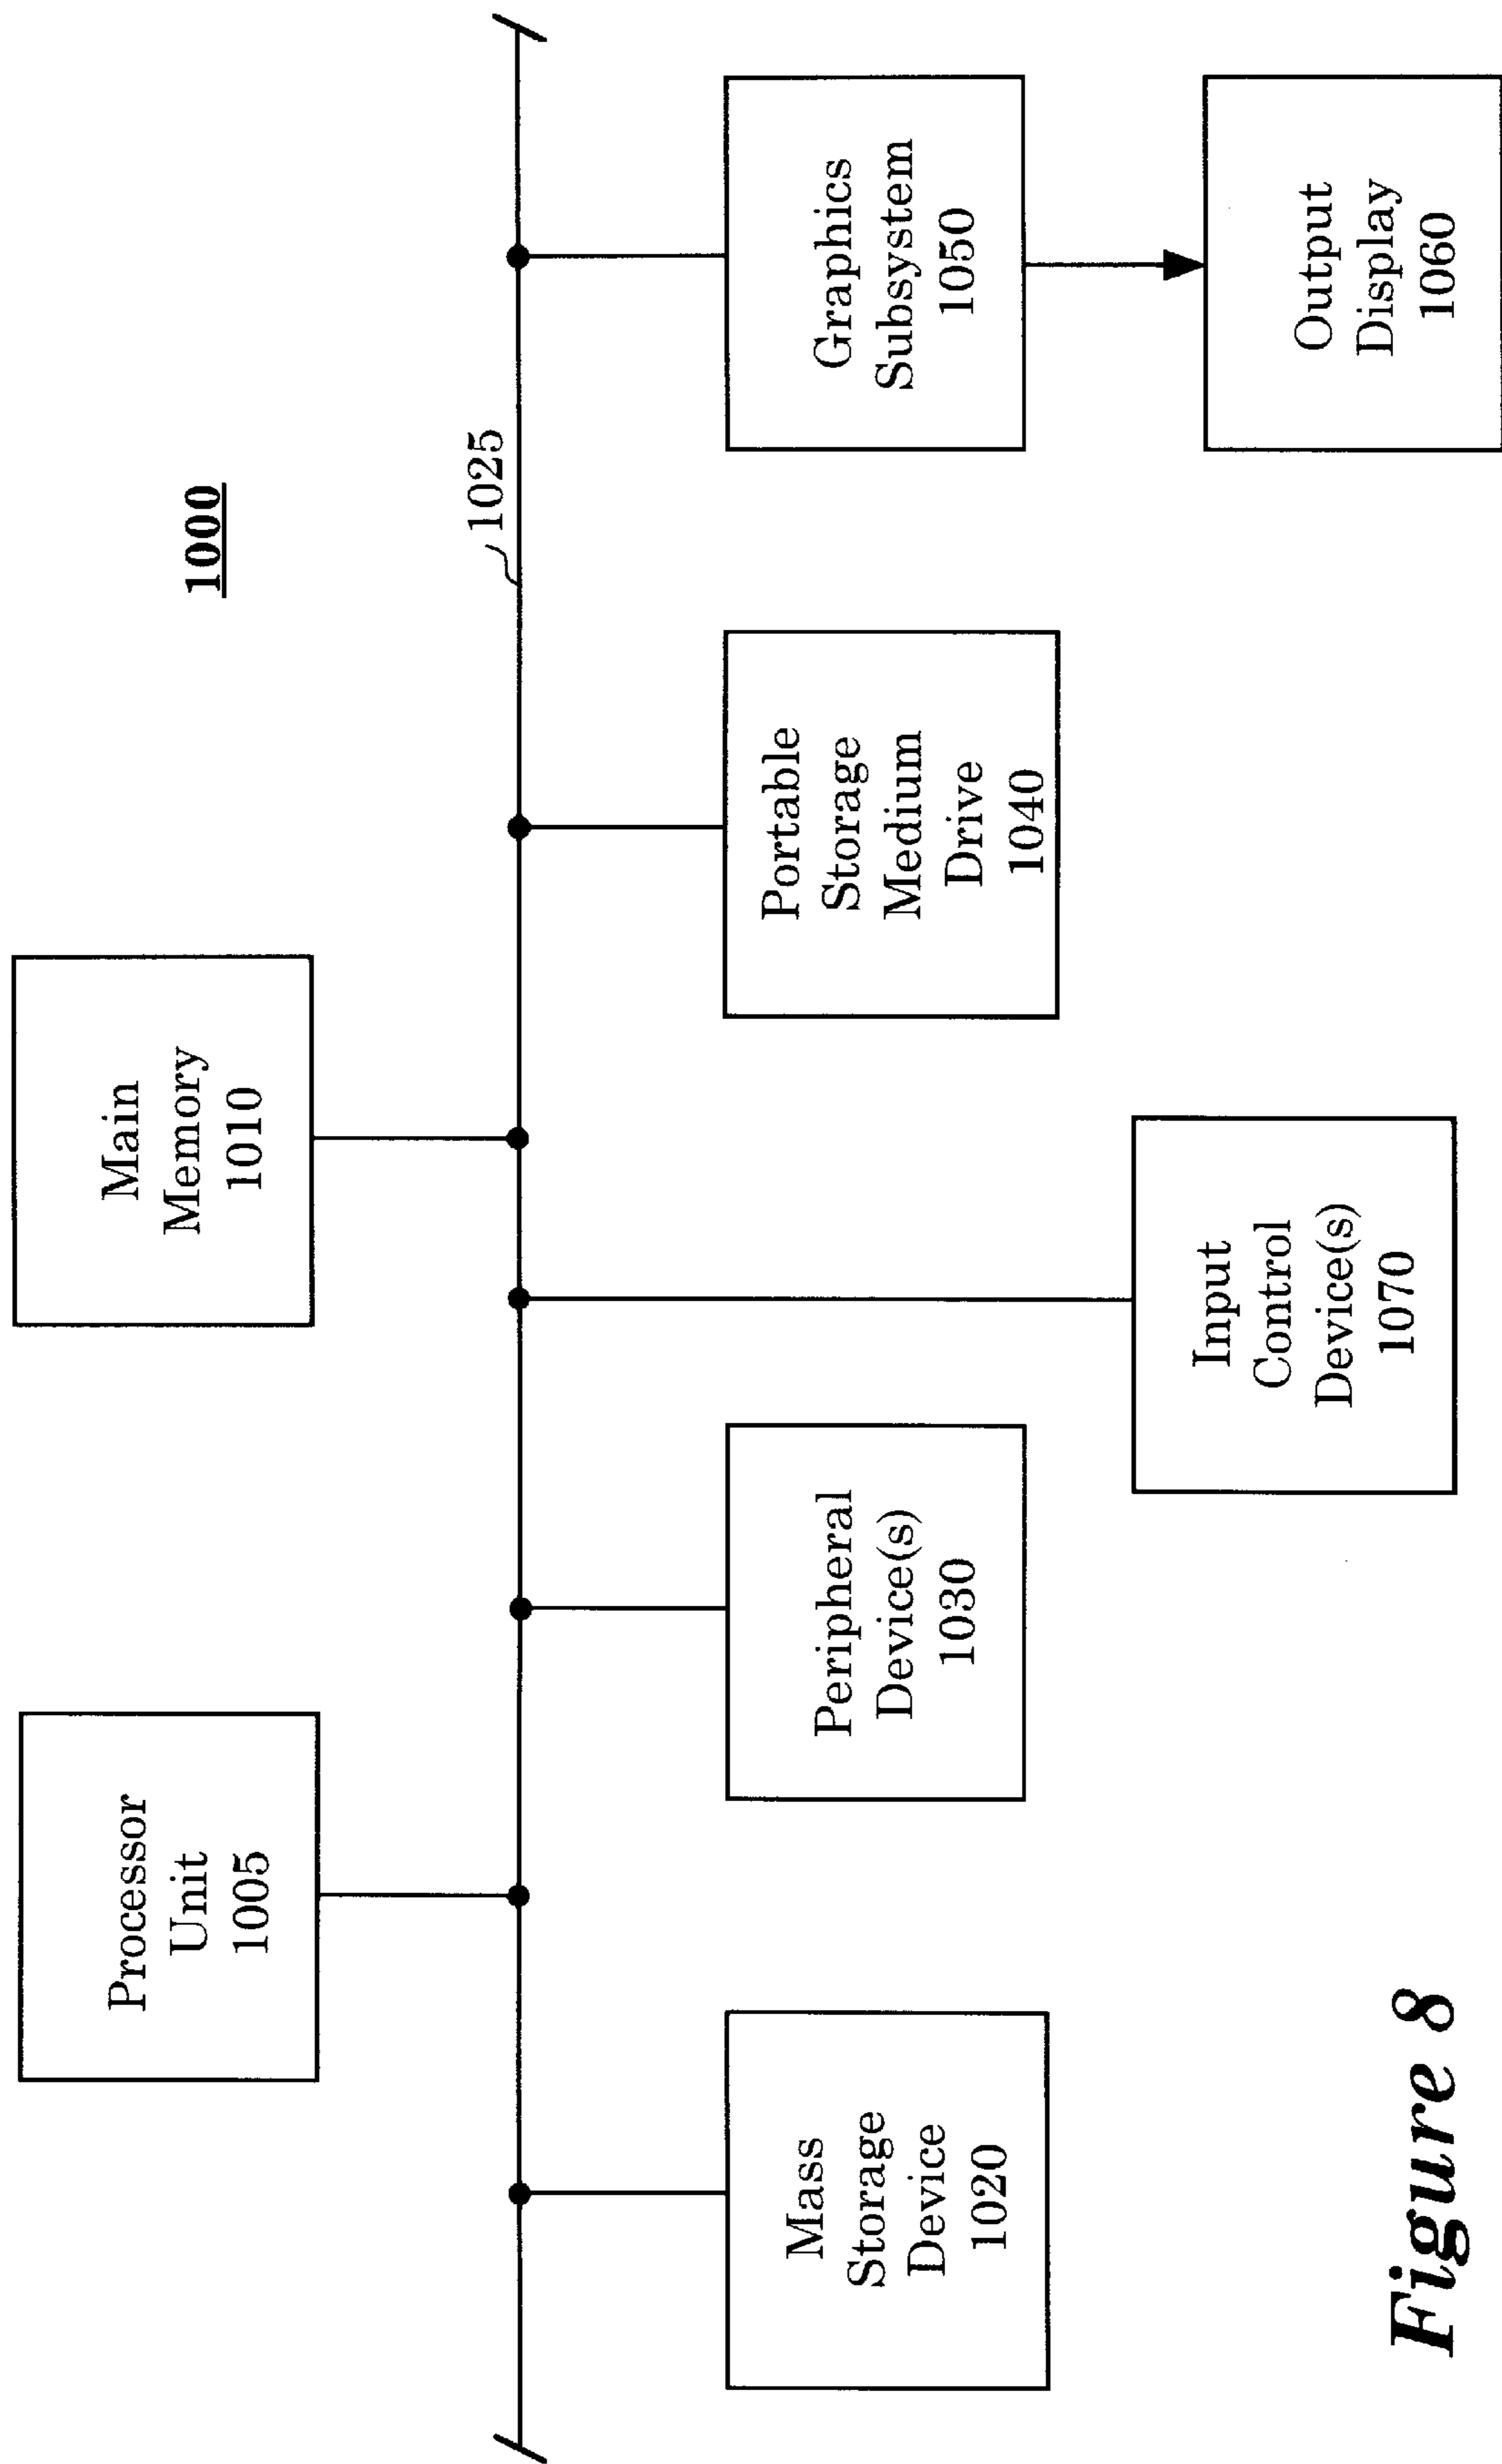 1000
Processor
Unit
1005
Main
Memory
1010
1025
Mass
Storage
Device
1020
Peripheral
Device(s)
1030
Portable
Storage
Medium
Drive
1040
Graphics
Subsystem
1050
Input
Control
Device(s)
1070
Output
Display
1060
Figure 8